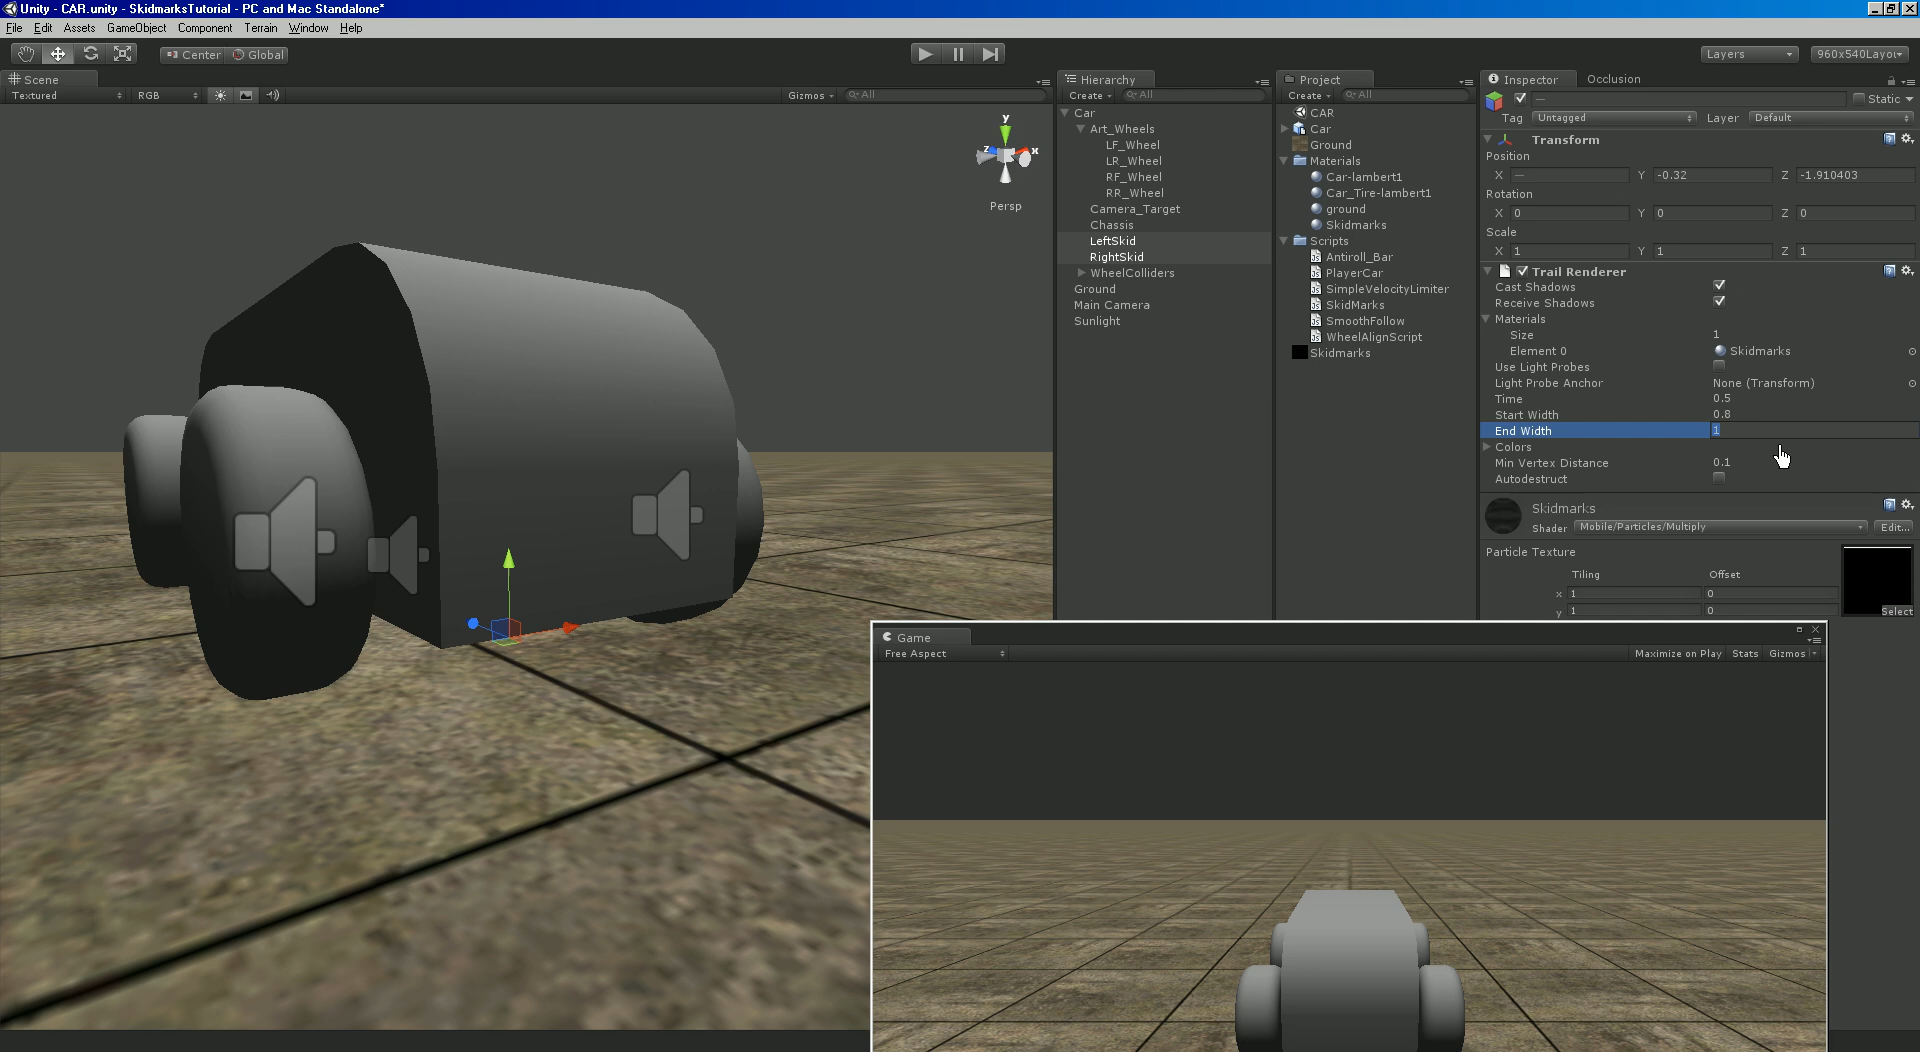 Unity - CAR.unity - SkidmarksTutorial - PC and Mac Standalone*
File Edit Assets GameObject Component Terrain Window Help
Center Global
Layers 960x540Layou
Scene
Textured RGB Gizmos All
y
z x
Persp
Hierarchy
Create All
Car
Art_Wheels
LF_Wheel
LR_Wheel
RF_Wheel
RR_Wheel
Camera_Target
Chassis
LeftSkid
RightSkid
WheelColliders
Ground
Main Camera
Sunlight
Project
Create All
CAR
Car
Ground
Materials
Car-lambert1
Car_Tire-lambert1
ground
Skidmarks
Scripts
Antiroll_Bar
PlayerCar
SimpleVelocityLimiter
SkidMarks
SmoothFollow
WheelAlignScript
Skidmarks
Inspector Occlusion
— Static
Tag Untagged Layer Default
Transform
Position
X — Y -0.32 Z -1.910403
Rotation
X 0 Y 0 Z 0
Scale
X 1 Y 1 Z 1
Trail Renderer
Cast Shadows
Receive Shadows
Materials
Size 1
Element 0 Skidmarks
Use Light Probes
Light Probe Anchor None (Transform)
Time 0.5
Start Width 0.8
End Width 1
Colors
Min Vertex Distance 0.1
Autodestruct
Skidmarks
Shader Mobile/Particles/Multiply Edit...
Particle Texture
Tiling Offset
x 1 0
y 1 0
Select
Game
Free Aspect Maximize on Play Stats Gizmos